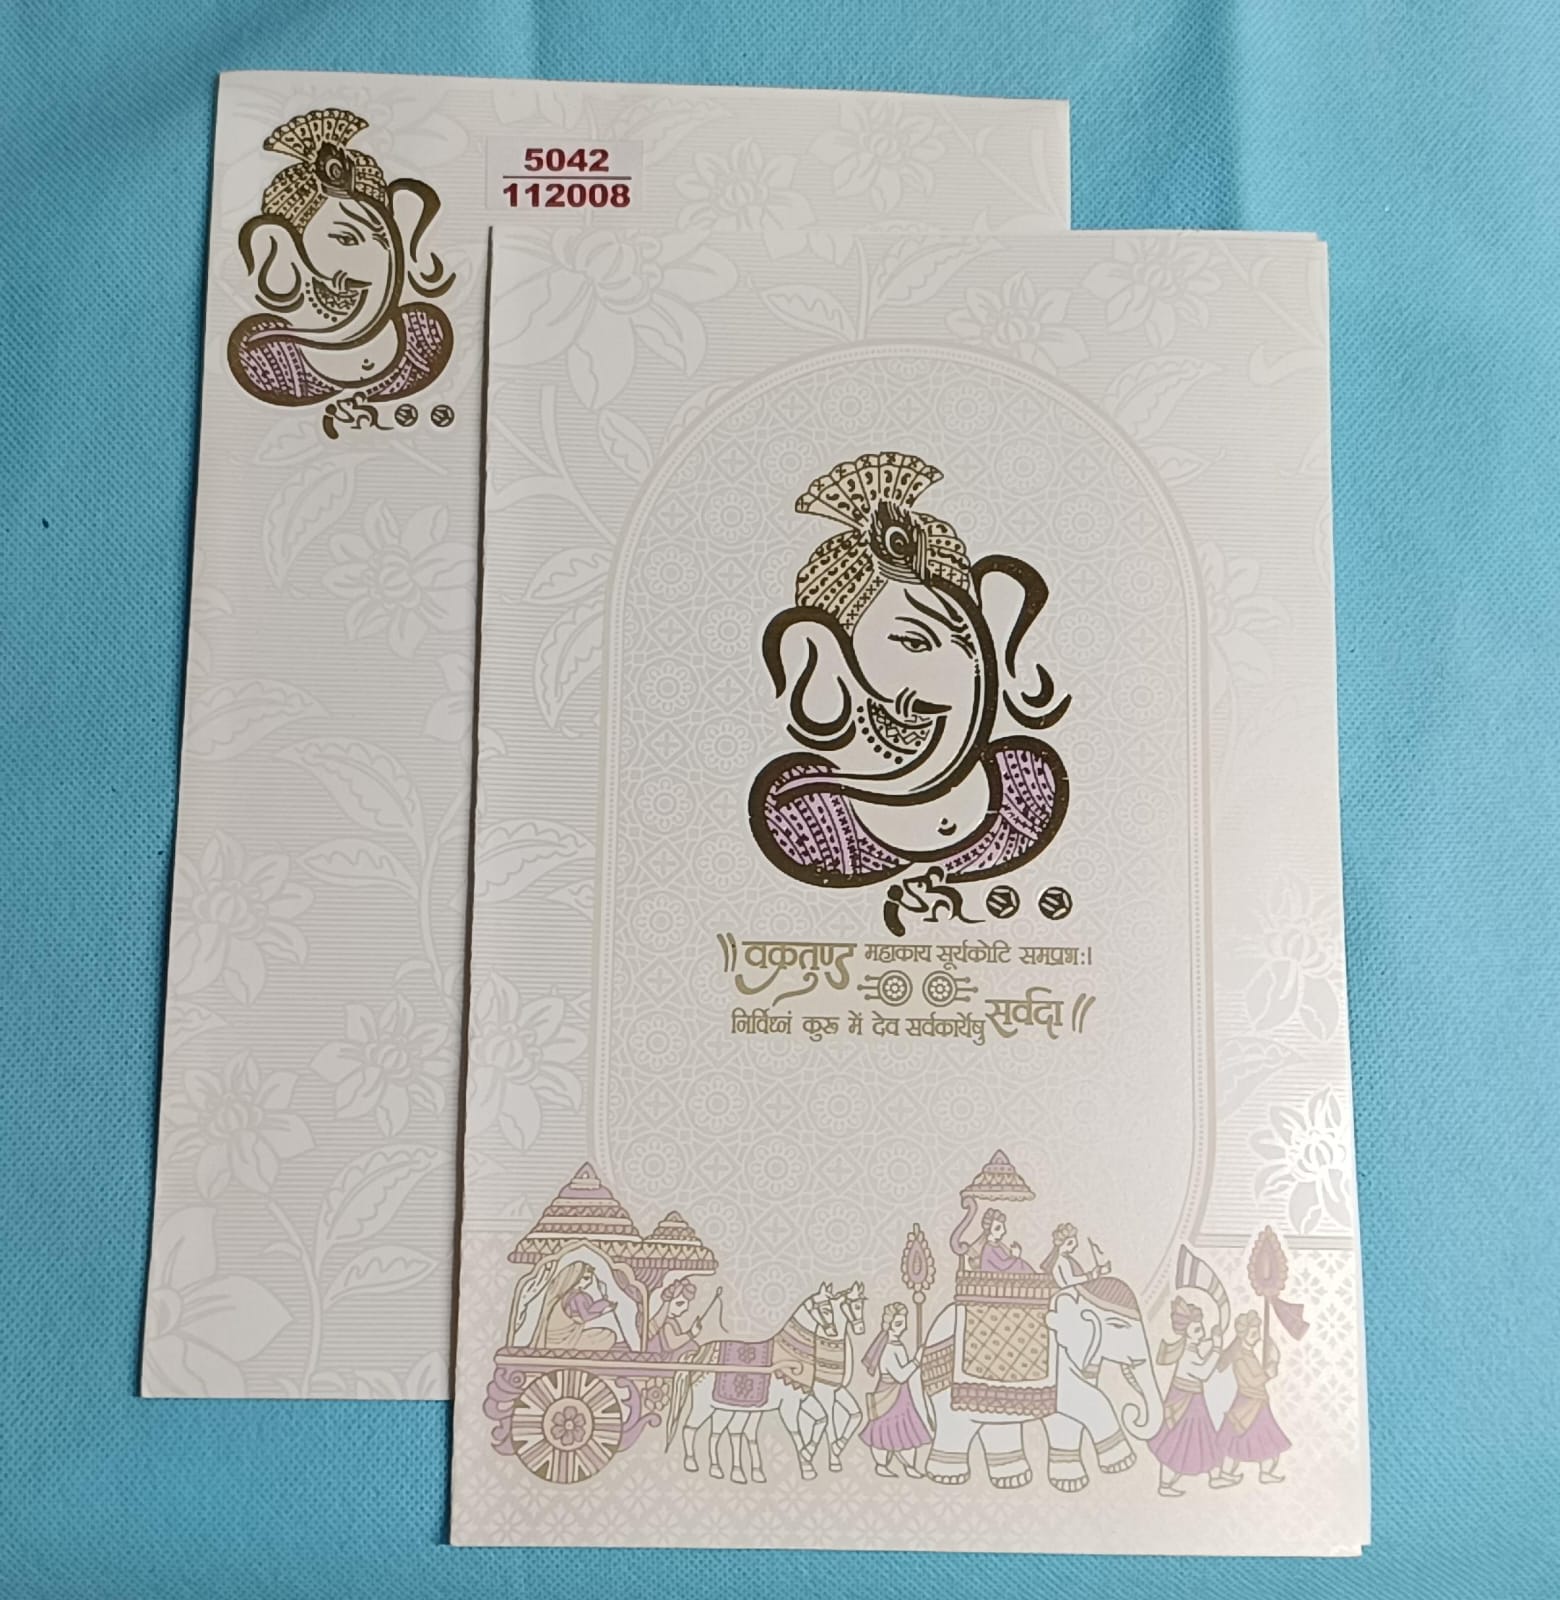 5042
112008
॥ वक्रतुण्ड महाकाय सूर्यकोटि समप्रभ:।
निर्विघ्नं कुरू में देव सर्वकार्येषु सर्वदा ॥